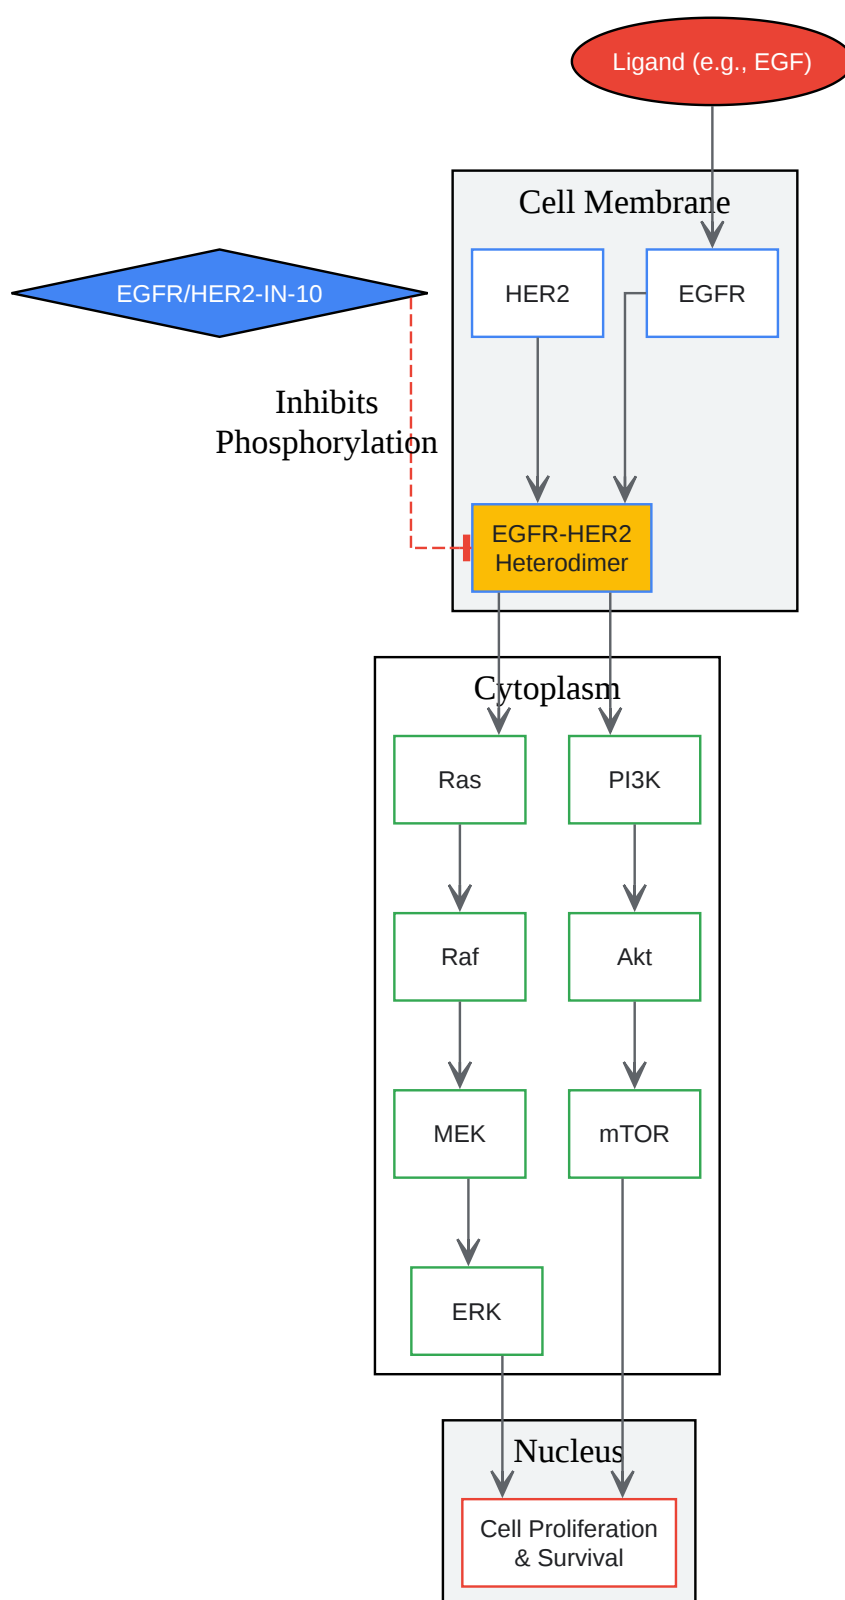 Ligand (e.g., EGF)
Cell Membrane
EGFR/HER2-IN-10
HER2
EGFR
Inhibits
Phosphorylation
EGFR-HER2
Heterodimer
Cytoplasm
Ras
PI3K
Raf
Akt
MEK
mTOR
ERK
Nucleus
Cell Proliferation
& Survival